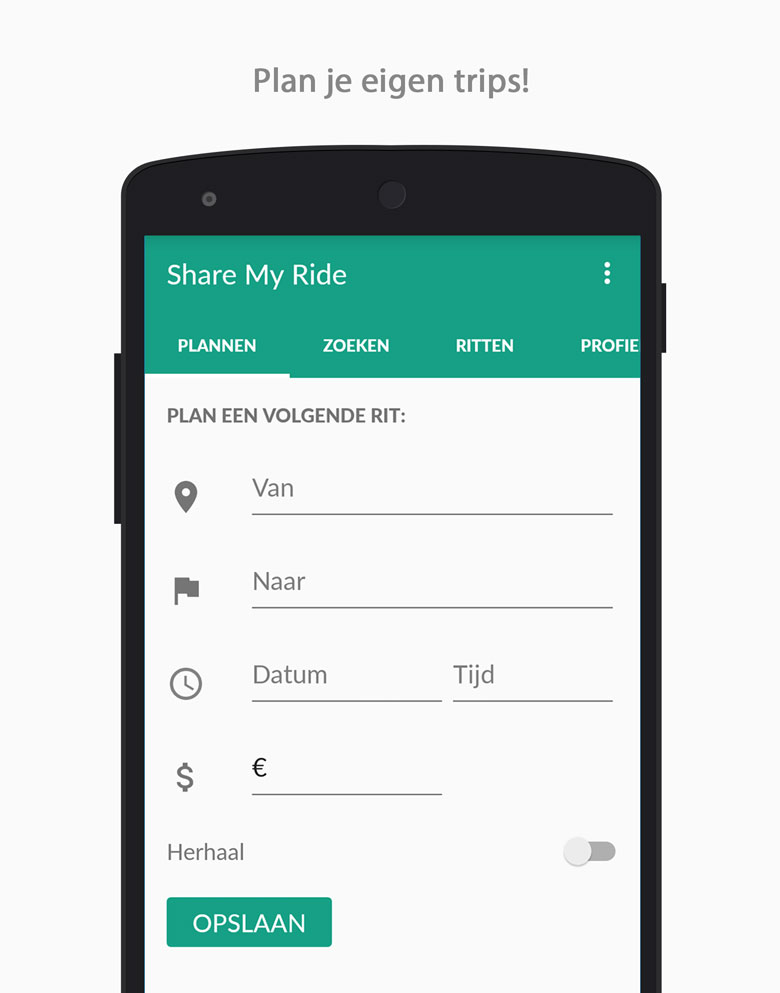 Plan je eigen trips!
Share My Ride
PLANNEN ZOEKEN RITTEN PROFIE
PLAN EEN VOLGENDE RIT:
Van
Naar
Datum Tijd
€
Herhaal
OPSLAAN